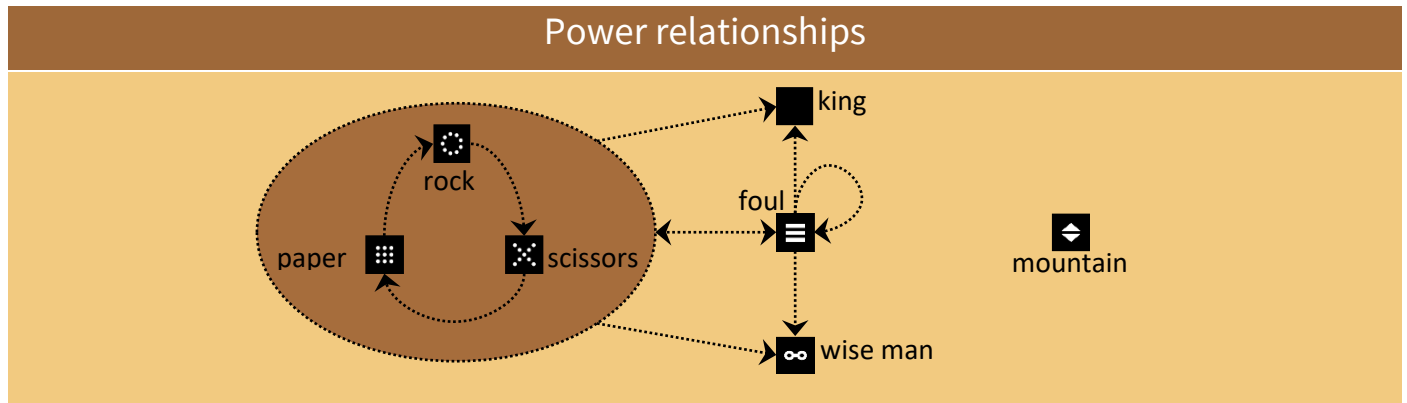 Power relationships
king
rock
foul
paper
scissors
mountain
wise man